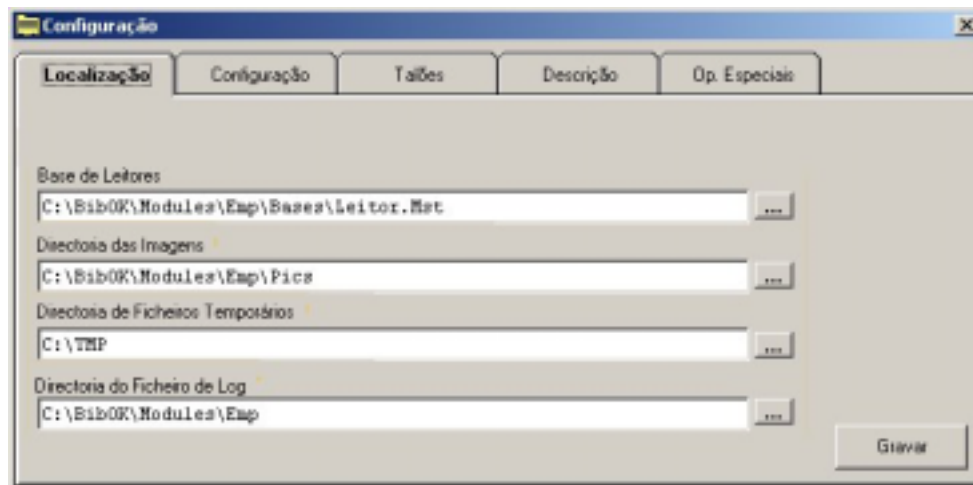 Configuração
Localização Configuração Talões Descrição Op. Especiais
Base de Leitores
C:\BibOK\Modules\Emp\Bases\Leitor.Mst
...
Directoria das Imagens
C:\BibOK\Modules\Emp\Pics
...
Directoria de Ficheiros Temporários
C:\TMP
...
Directoria do Ficheiro de Log
C:\BibOK\Modules\Emp
...
Gravar